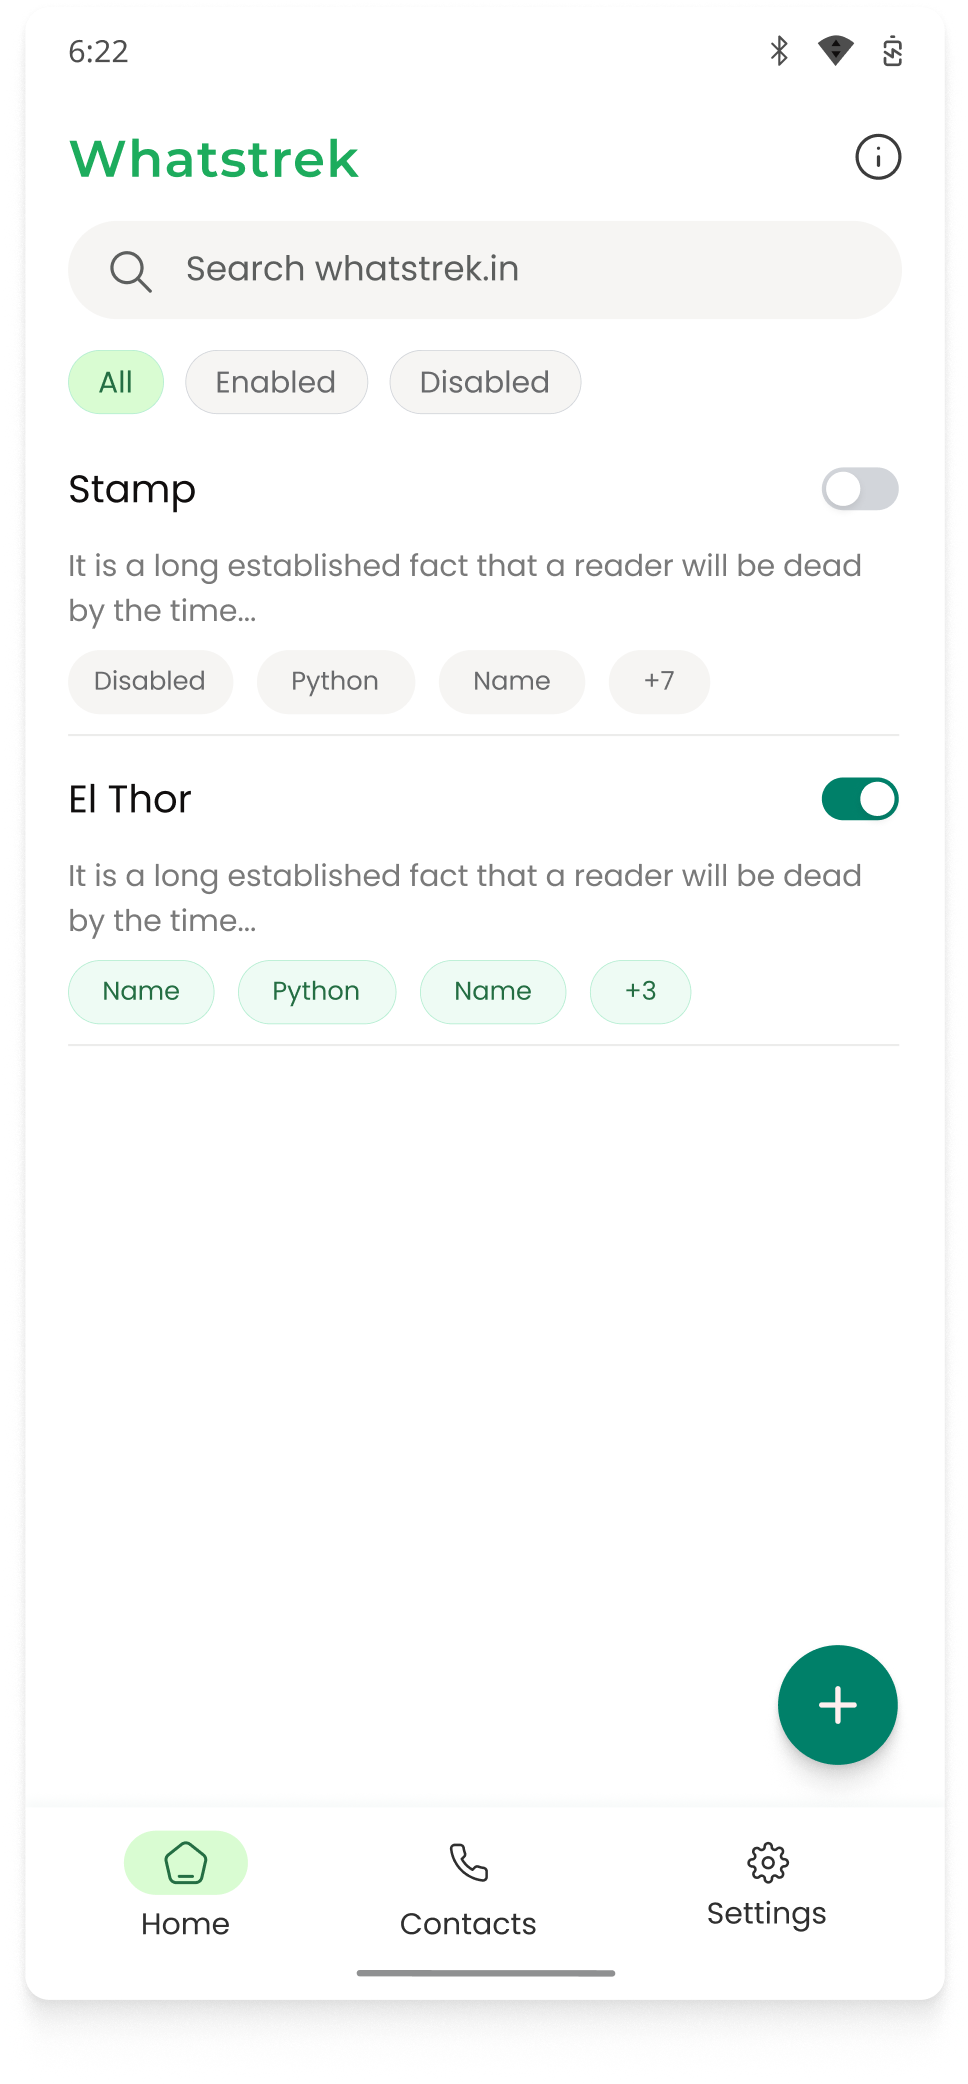 6:22
Whatstrek
Search whatstrek.in
All Enabled Disabled
Stamp
It is a long established fact that a reader will be dead
by the time...
Disabled Python Name +7
El Thor
It is a long established fact that a reader will be dead
by the time...
Name Python Name +3
Home Contacts Settings